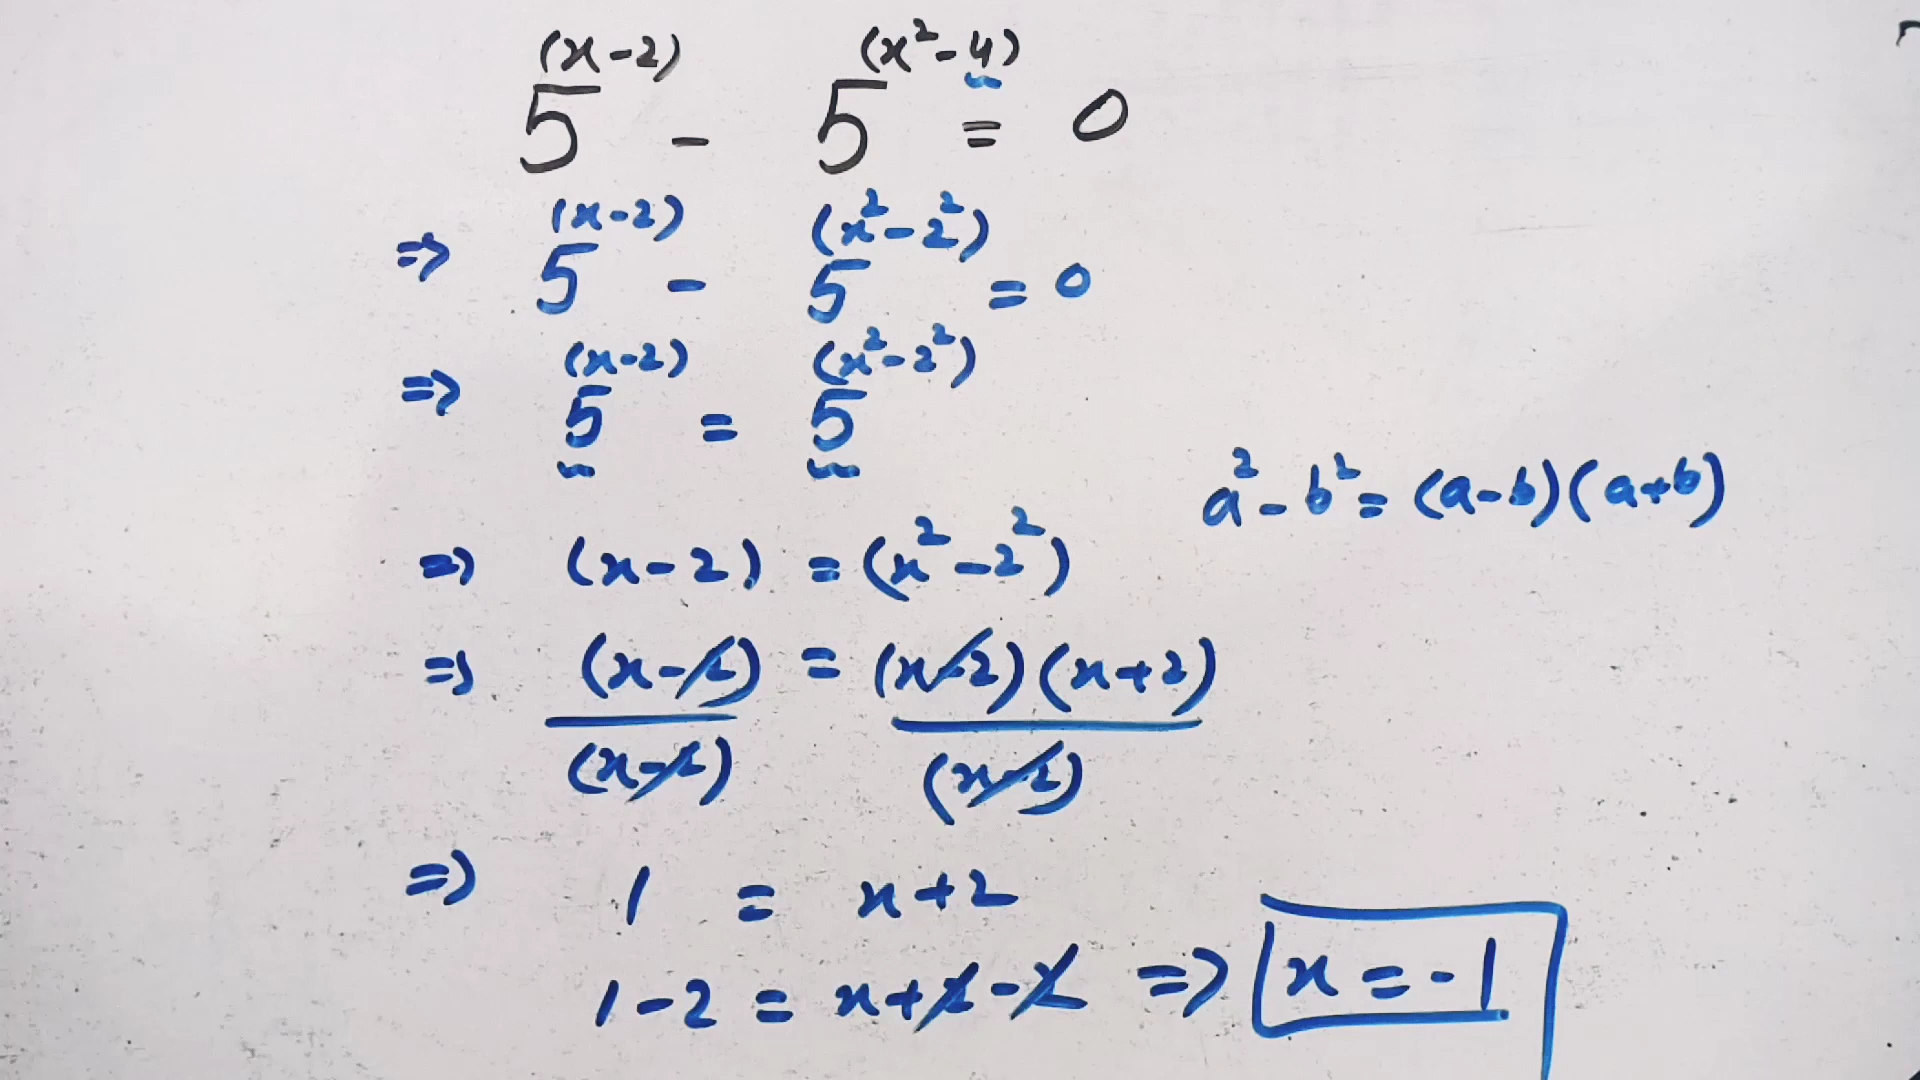 5^(x-2) - 5^(x²-4) = 0
⇒ 5^(x-2) - 5^(x²-2²) = 0
⇒ 5^(x-2) = 5^(x²-2²)
a²-b² = (a-b)(a+b)
⇒ (x-2) = (x²-2²)
⇒ (x-2)/(x-2) = (x-2)(x+2)/(x-2)
⇒ 1 = x+2
1-2 = x+2-2 ⇒ x = -1